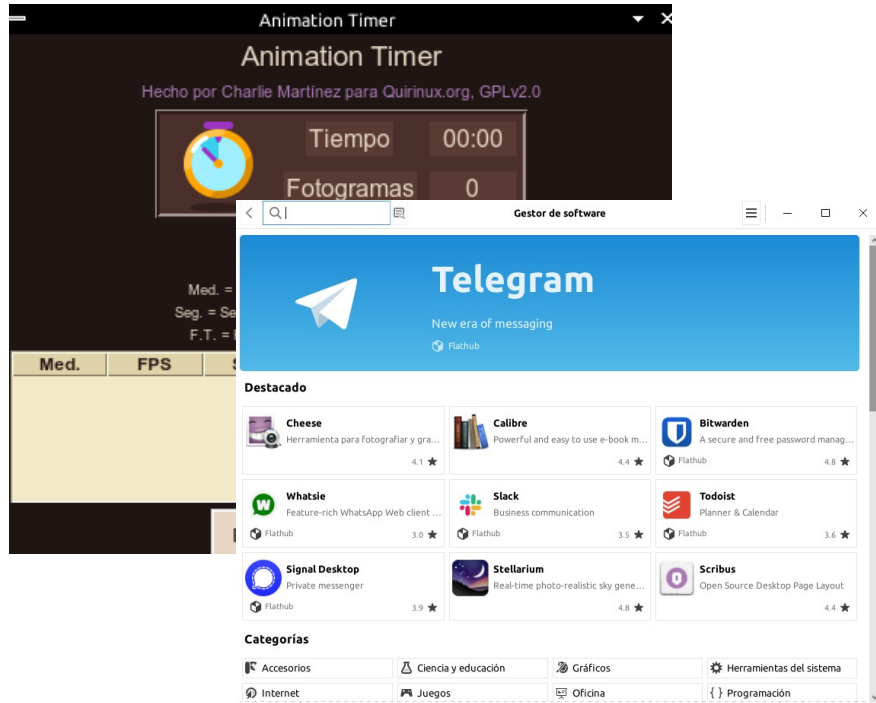 Animation Timer
Animation Timer
Hecho por Charlie Martínez para Quirinux.org, GPLv2.0
Tiempo 00:00
Fotogramas 0
Med. =
Seg. = Se
F.T. =
Med. FPS
Gestor de software
Telegram
New era of messaging
Flathub
Destacado
Cheese
Herramienta para fotografiar y gra...
4.1
Calibre
Powerful and easy to use e-book m...
4.4
Bitwarden
A secure and free password manag...
Flathub 4.8
Whatsie
Feature-rich WhatsApp Web client ...
Flathub 3.0
Slack
Business communication
Flathub 3.5
Todoist
Planner & Calendar
Flathub 3.6
Signal Desktop
Private messenger
Flathub 3.9
Stellarium
Real-time photo-realistic sky gene...
4.8
Scribus
Open Source Desktop Page Layout
4.4
Categorías
Accesorios Ciencia y educación Gráficos Herramientas del sistema
Internet Juegos Oficina { } Programación